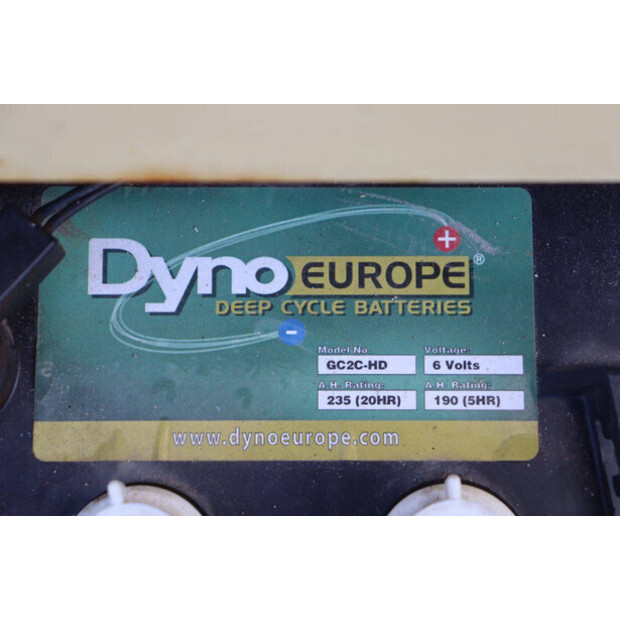 +
Dyno EUROPE®
DEEP CYCLE BATTERIES
-
Model No. Voltage:
GC2C-HD 6 Volts
A.H. Rating: A.H. Rating:
235 (20HR) 190 (5HR)
www.dynoeurope.com